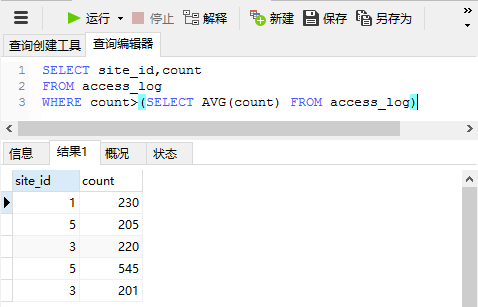 运行 停止 解释 新建 保存 另存为
查询创建工具 查询编辑器
1 SELECT site_id,count
2 FROM access_log
3 WHERE count>(SELECT AVG(count) FROM access_log)
信息 结果1 概况 状态
site_id count
1 230
5 205
3 220
5 545
3 201